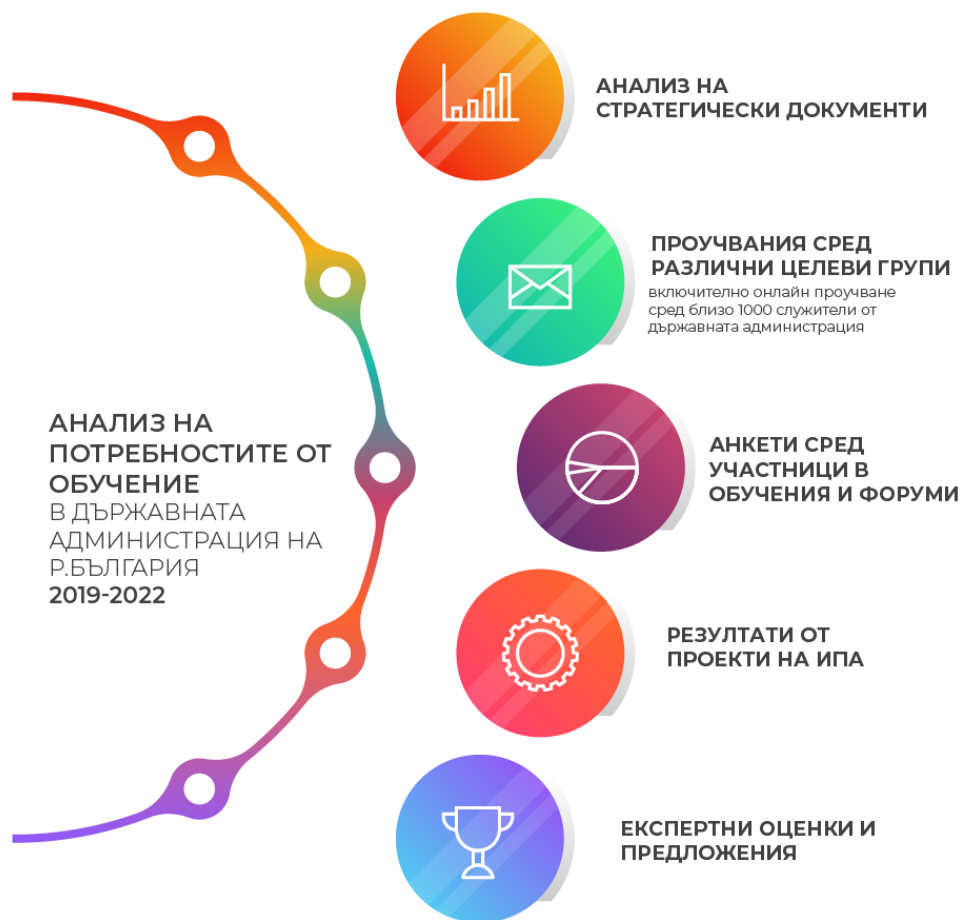 АНАЛИЗ НА
ПОТРЕБНОСТИТЕ ОТ
ОБУЧЕНИЕ
В ДЪРЖАВНАТА
АДМИНИСТРАЦИЯ НА
Р.БЪЛГАРИЯ
2019-2022
АНАЛИЗ НА
СТРАТЕГИЧЕСКИ ДОКУМЕНТИ
ПРОУЧВАНИЯ СРЕД
РАЗЛИЧНИ ЦЕЛЕВИ ГРУПИ
включително онлайн проучване
сред близо 1000 служители от
държавната администрация
АНКЕТИ СРЕД
УЧАСТНИЦИ В
ОБУЧЕНИЯ И ФОРУМИ
РЕЗУЛТАТИ ОТ
ПРОЕКТИ НА ИПА
ЕКСПЕРТНИ ОЦЕНКИ И
ПРЕДЛОЖЕНИЯ